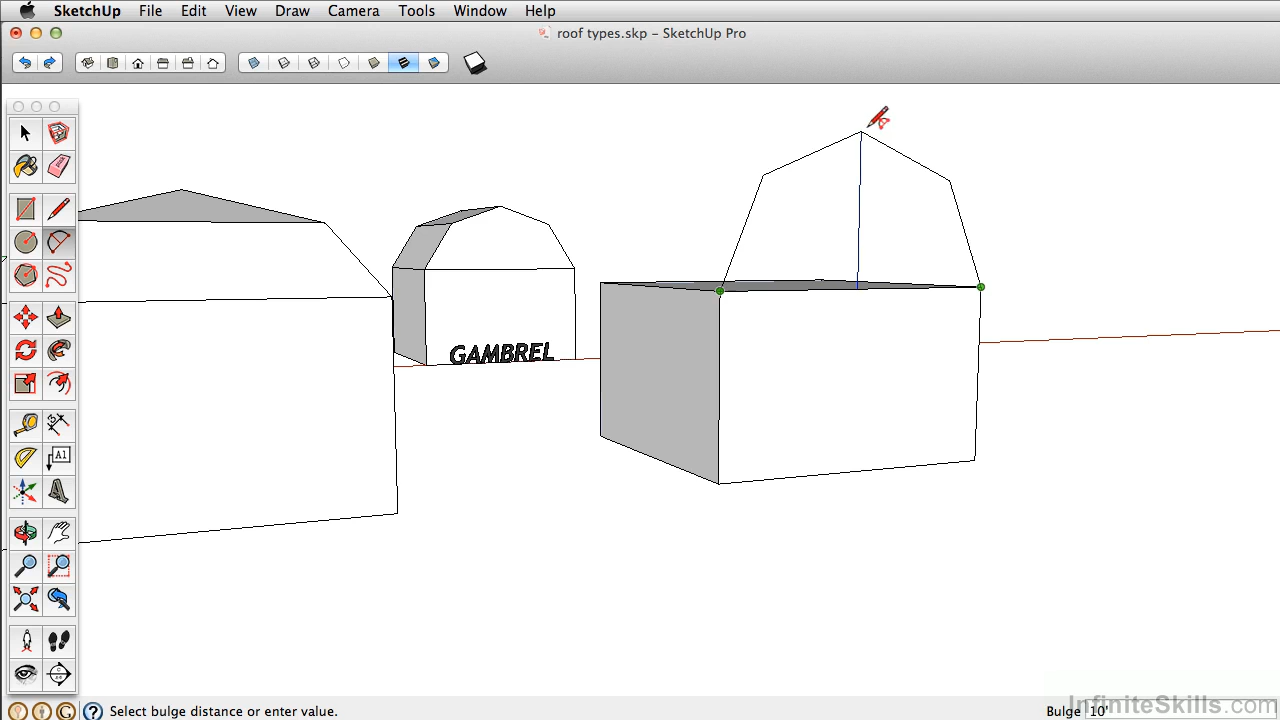 SketchUp File Edit View Draw Camera Tools Window Help
roof types.skp – SketchUp Pro
A1
GAMBREL
Select bulge distance or enter value.
Bulge 10'
InfiniteSkills.com